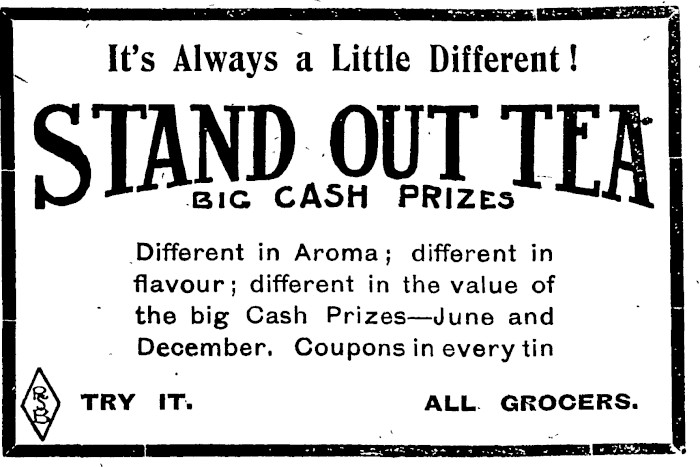 It's Always a Little Different!
STAND OUT TEA
BIG CASH PRIZES
Different in Aroma; different in
flavour; different in the value of
the big Cash Prizes—June and
December. Coupons in every tin
TRY IT.
ALL GROCERS.